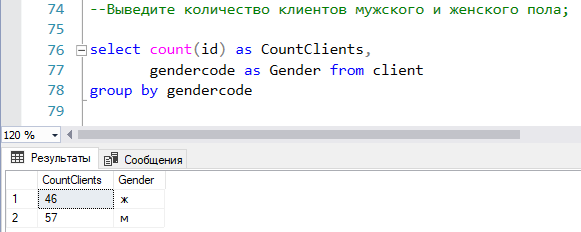 74 --Выведите количество клиентов мужского и женского пола;
75
76 select count(id) as CountClients,
77 gendercode as Gender from client
78 group by gendercode
79
120 %
Результаты Сообщения
CountClients Gender
1 46 ж
2 57 м